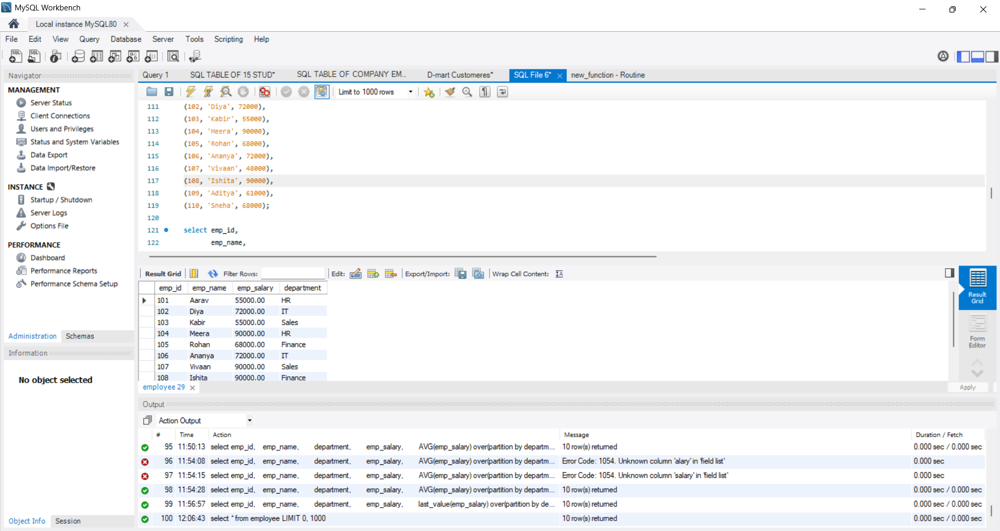 MySQL Workbench
Local instance MySQL80
File Edit View Query Database Server Tools Scripting Help
Navigator
MANAGEMENT
Server Status
Client Connections
Users and Privileges
Status and System Variables
Data Export
Data Import/Restore
INSTANCE
Startup / Shutdown
Server Logs
Options File
PERFORMANCE
Dashboard
Performance Reports
Performance Schema Setup
Administration Schemas
Information
No object selected
Object Info Session
Query 1 SQL TABLE OF 15 STUD* SQL TABLE OF COMPANY EM... D-mart Customeres* SQL File 6* new_function - Routine
Limit to 1000 rows
111 (102, 'Diya', 72000),
112 (103, 'Kabir', 55000),
113 (104, 'Meera', 90000),
114 (105, 'Rohan', 68000),
115 (106, 'Ananya', 72000),
116 (107, 'Vivaan', 48000),
117 (108, 'Ishita', 90000),
118 (109, 'Aditya', 61000),
119 (110, 'Sneha', 68000);
120
121 select emp_id,
122 emp_name,
Result Grid Filter Rows: Edit: Export/Import: Wrap Cell Content:
emp_id emp_name emp_salary department
101 Aarav 55000.00 HR
102 Diya 72000.00 IT
103 Kabir 55000.00 Sales
104 Meera 90000.00 HR
105 Rohan 68000.00 Finance
106 Ananya 72000.00 IT
107 Vivaan 90000.00 Sales
108 Ishita 90000.00 Finance
Result
Grid
Form
Editor
employee 29
Apply
Output
Action Output
# Time Action Message Duration / Fetch
95 11:50:13 select emp_id, emp_name, department, emp_salary, AVG(emp_salary) over(partition by departm... 10 row(s) returned 0.000 sec / 0.000 sec
96 11:54:08 select emp_id, emp_name, department, emp_salary, AVG(emp_salary) over(partition by departm... Error Code: 1054. Unknown column 'alary' in 'field list' 0.000 sec
97 11:54:15 select emp_id, emp_name, department, emp_salary, AVG(emp_salary) over(partition by departm... Error Code: 1054. Unknown column 'salary' in 'field list' 0.000 sec
98 11:54:28 select emp_id, emp_name, department, emp_salary, AVG(emp_salary) over(partition by departm... 10 row(s) returned 0.000 sec / 0.000 sec
99 11:56:57 select emp_id, emp_name, department, emp_salary, last_value(emp_salary) over(partition by de... 10 row(s) returned 0.000 sec / 0.000 sec
100 12:06:43 select * from employee LIMIT 0, 1000 10 row(s) returned 0.000 sec / 0.000 sec